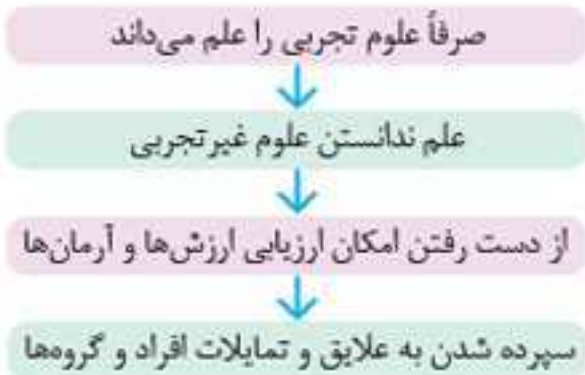 صرفاً علوم تجربی را علم می‌داند
علم ندانستن علوم غیرتجربی
از دست رفتن امکان ارزیابی ارزش‌ها و آرمان‌ها
سپرده شدن به علایق و تمایلات افراد و گروه‌ها